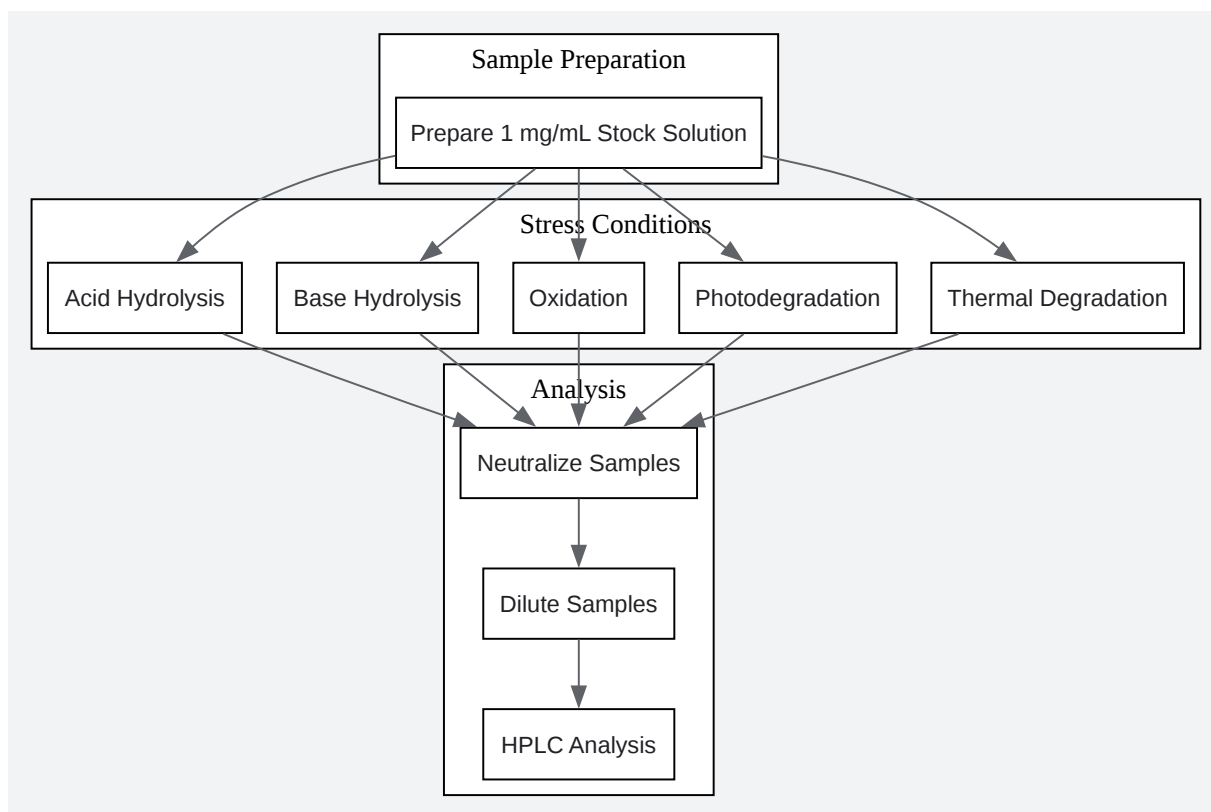 Sample Preparation
Prepare 1 mg/mL Stock Solution
Stress Conditions
Acid Hydrolysis
Base Hydrolysis
Oxidation
Photodegradation
Thermal Degradation
Analysis
Neutralize Samples
Dilute Samples
HPLC Analysis